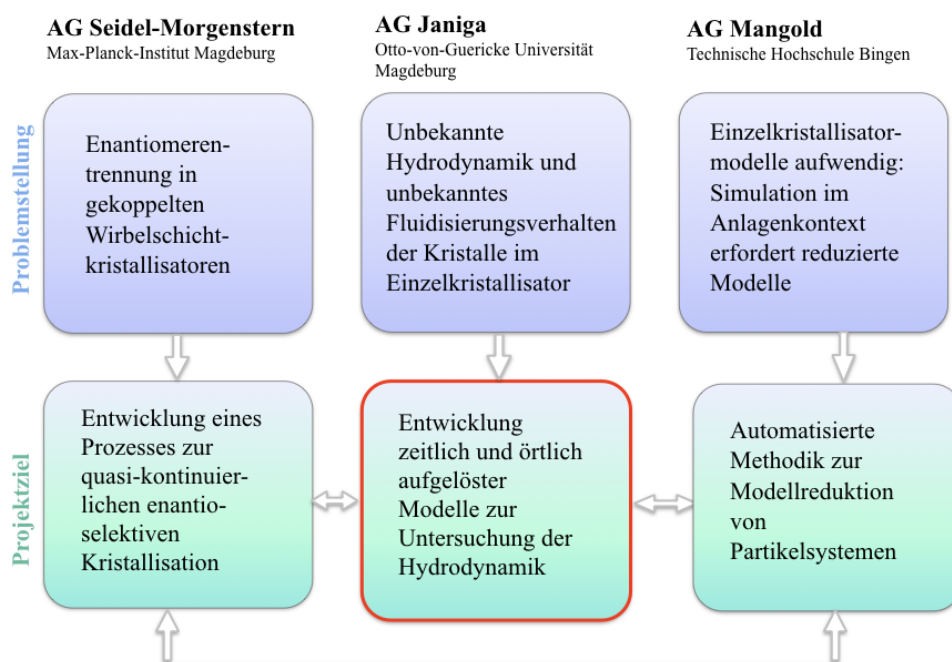 AG Seidel-Morgenstern
Max-Planck-Institut Magdeburg
AG Janiga
Otto-von-Guericke Universität
Magdeburg
AG Mangold
Technische Hochschule Bingen
Problemstellung
Enantiomeren-
trennung in
gekoppelten
Wirbelschicht-
kristallisatoren
Unbekannte
Hydrodynamik und
unbekanntes
Fluidisierungsverhalten
der Kristalle im
Einzelkristallisator
Einzelkristallisator-
modelle aufwendig:
Simulation im
Anlagenkontext
erfordert reduzierte
Modelle
Projektziel
Entwicklung eines
Prozesses zur
quasi-kontinuier-
lichen enantio-
selektiven
Kristallisation
Entwicklung
zeitlich und örtlich
aufgelöster
Modelle zur
Untersuchung der
Hydrodynamik
Automatisierte
Methodik zur
Modellreduktion
von
Partikelsystemen